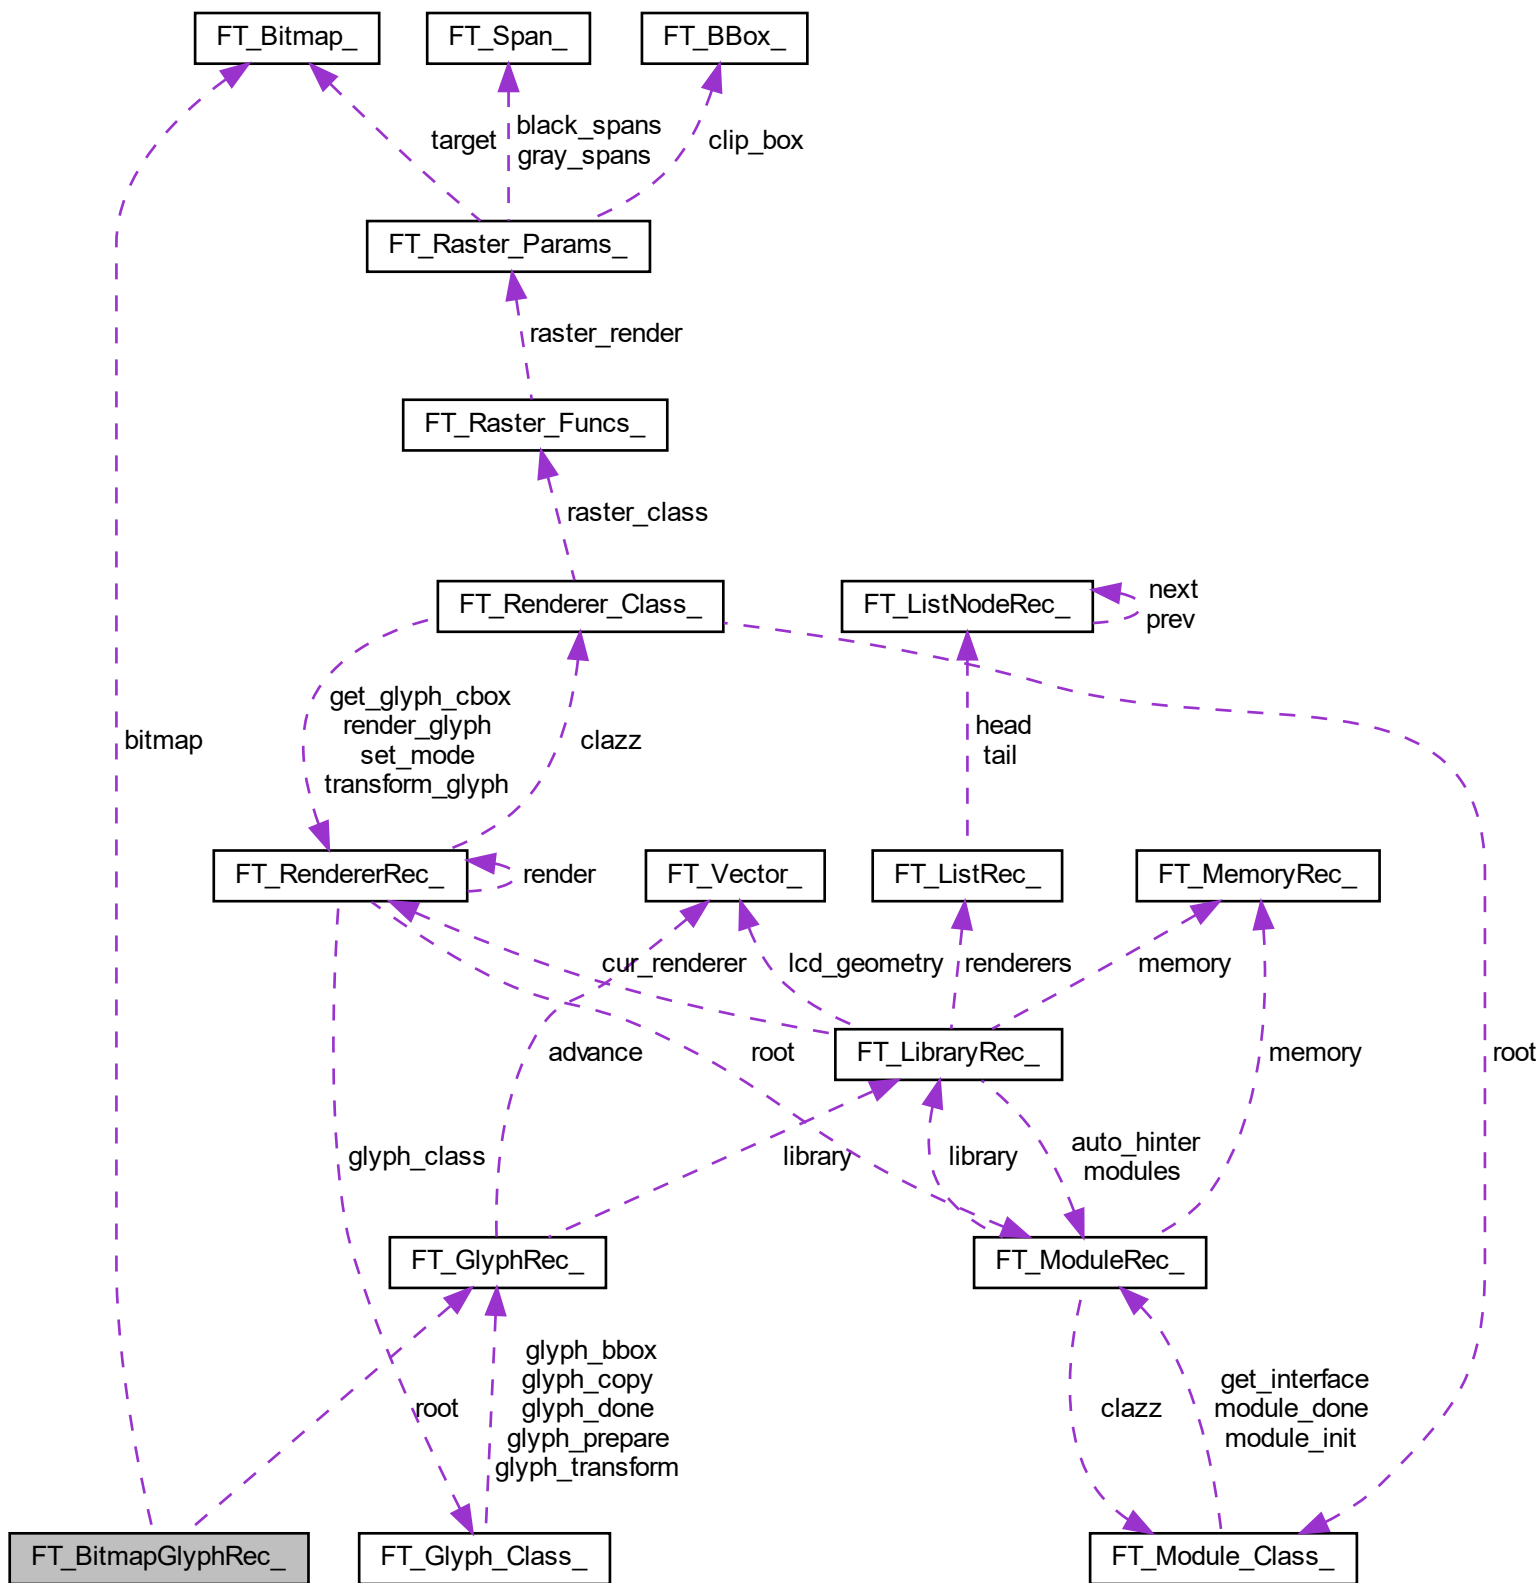 FT_Bitmap_
FT_Span_
FT_BBox_
target
black_spans
gray_spans
clip_box
FT_Raster_Params_
raster_render
FT_Raster_Funcs_
raster_class
FT_Renderer_Class_
FT_ListNodeRec_
next
prev
bitmap
get_glyph_cbox
render_glyph
set_mode
transform_glyph
clazz
head
tail
FT_RendererRec_
render
FT_Vector_
FT_ListRec_
FT_MemoryRec_
cur_renderer
lcd_geometry
renderers
memory
advance
root
FT_LibraryRec_
memory
root
glyph_class
library
library
auto_hinter
modules
FT_GlyphRec_
FT_ModuleRec_
root
glyph_bbox
glyph_copy
glyph_done
glyph_prepare
glyph_transform
clazz
get_interface
module_done
module_init
FT_BitmapGlyphRec_
FT_Glyph_Class_
FT_Module_Class_